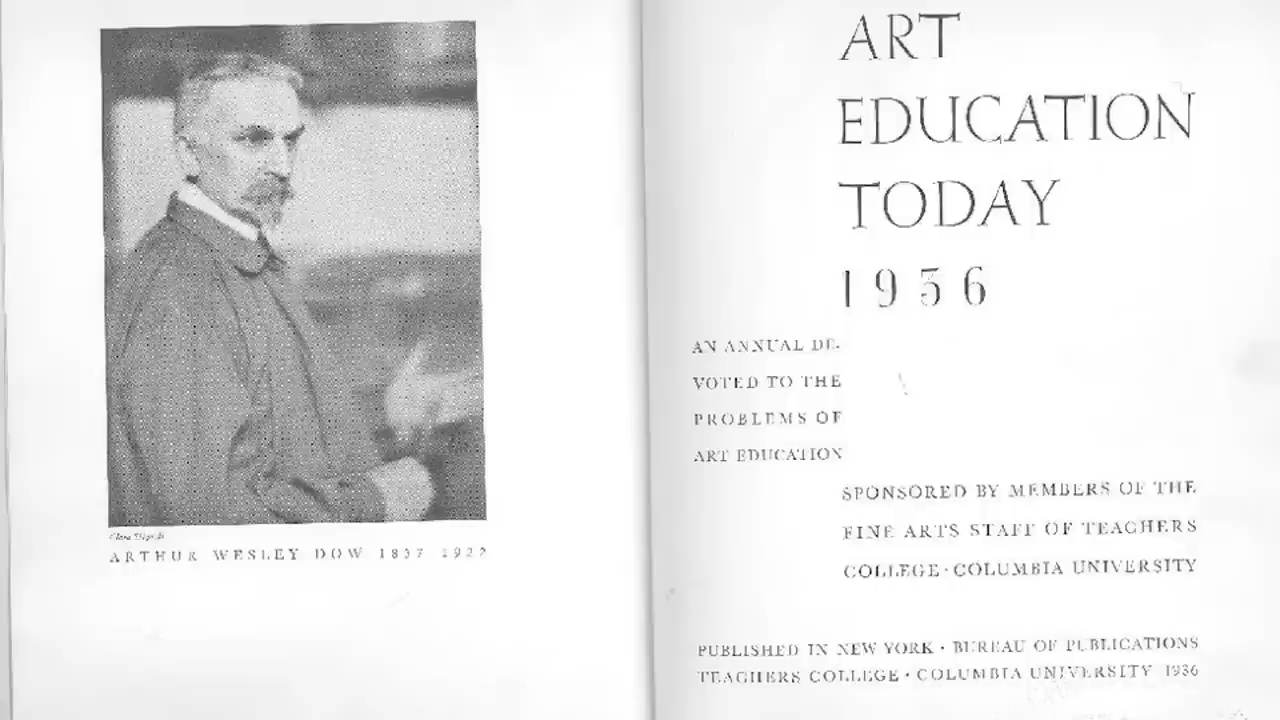 ARTHUR WESLEY DOW 1857 1922
ART
EDUCATION
TODAY
1936
AN ANNUAL DE-
VOTED TO THE
PROBLEMS OF
ART EDUCATION
SPONSORED BY MEMBERS OF THE
FINE ARTS STAFF OF TEACHERS
COLLEGE · COLUMBIA UNIVERSITY
PUBLISHED IN NEW YORK · BUREAU OF PUBLICATIONS
TEACHERS COLLEGE · COLUMBIA UNIVERSITY 1936